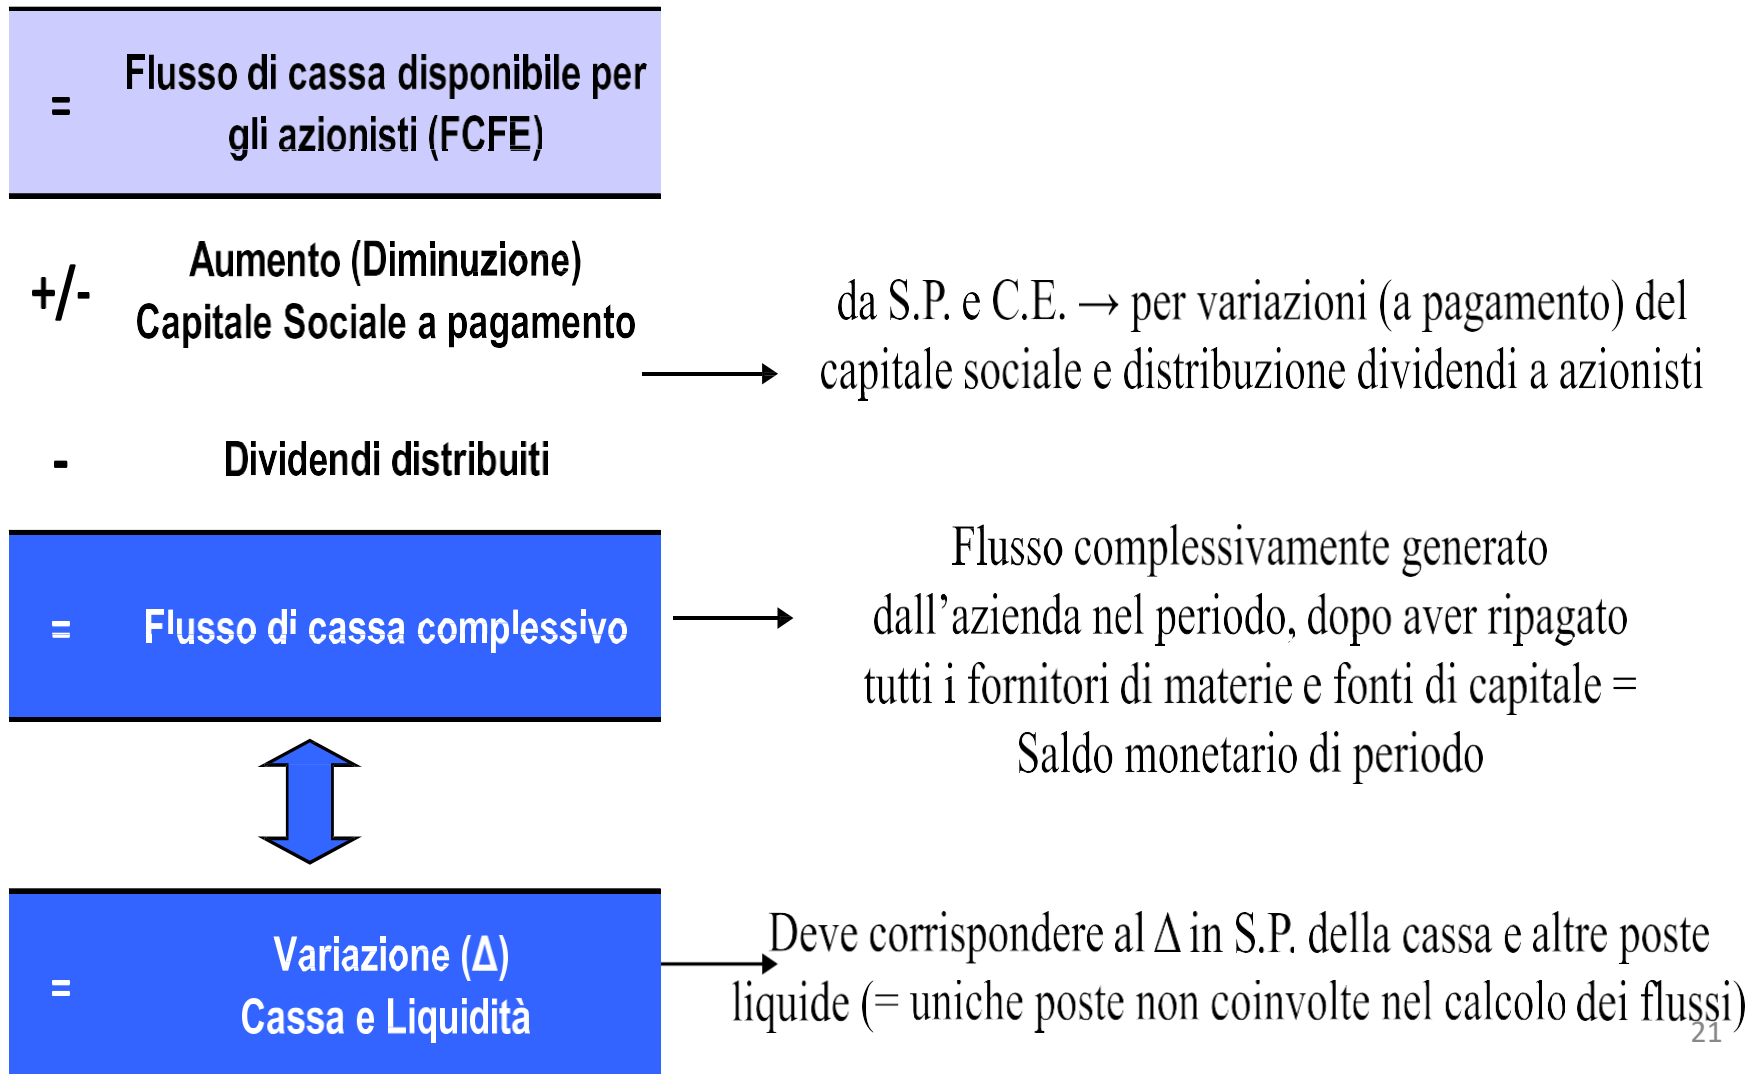 = Flusso di cassa disponibile per
gli azionisti (FCFE)
+/- Aumento (Diminuzione)
Capitale Sociale a pagamento
da S.P. e C.E. → per variazioni (a pagamento) del
capitale sociale e distribuzione dividendi a azionisti
- Dividendi distribuiti
= Flusso di cassa complessivo
Flusso complessivamente generato
dall’azienda nel periodo, dopo aver ripagato
tutti i fornitori di materie e fonti di capitale =
Saldo monetario di periodo
= Variazione (Δ)
Cassa e Liquidità
Deve corrispondere al Δ in S.P. della cassa e altre poste
liquide (= uniche poste non coinvolte nel calcolo dei flussi)
21